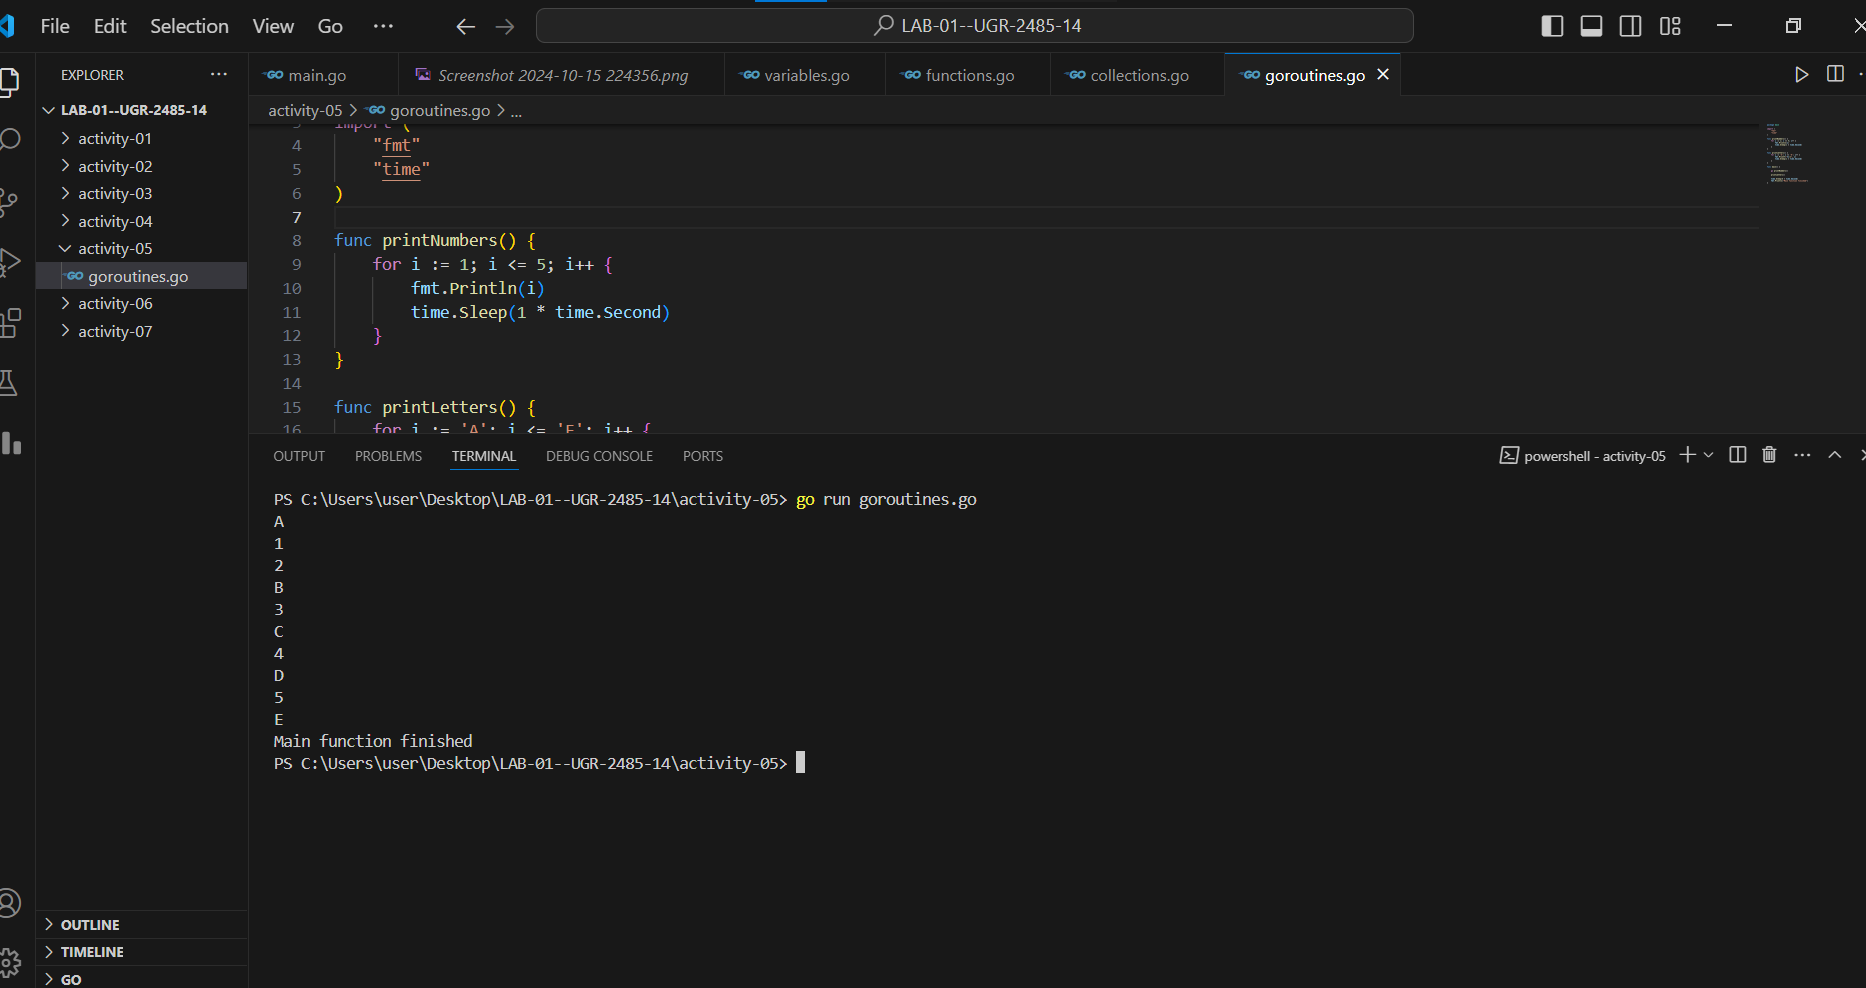 File Edit Selection View Go ···
LAB-01--UGR-2485-14
EXPLORER ···
LAB-01--UGR-2485-14
activity-01
activity-02
activity-03
activity-04
activity-05
goroutines.go
activity-06
activity-07
OUTLINE
TIMELINE
GO
main.go Screenshot 2024-10-15 224356.png variables.go functions.go collections.go goroutines.go
activity-05 > goroutines.go > ...
3 import (
4 "fmt"
5 "time"
6 )
7
8 func printNumbers() {
9 for i := 1; i <= 5; i++ {
10 fmt.Println(i)
11 time.Sleep(1 * time.Second)
12 }
13 }
14
15 func printLetters() {
16 for i := 'A'; i <= 'E'; i++ {
OUTPUT PROBLEMS TERMINAL DEBUG CONSOLE PORTS
powershell - activity-05
PS C:\Users\user\Desktop\LAB-01--UGR-2485-14\activity-05> go run goroutines.go
A
1
2
B
3
C
4
D
5
E
Main function finished
PS C:\Users\user\Desktop\LAB-01--UGR-2485-14\activity-05>